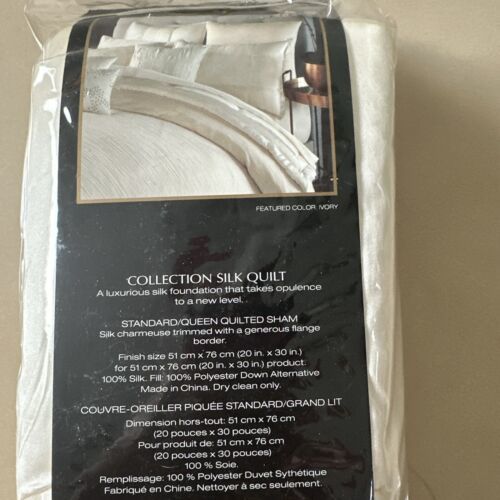 FEATURED COLOR: IVORY
COLLECTION SILK QUILT
A luxurious silk foundation that takes opulence
to a new level.
STANDARD/QUEEN QUILTED SHAM
Silk charmeuse trimmed with a generous flange
border.
Finish size 51 cm x 76 cm (20 in. x 30 in.)
for 51 cm x 76 cm (20 in. x 30 in.) product.
100% Silk. Fill: 100% Polyester Down Alternative
Made in China. Dry clean only.
COUVRE-OREILLER PIQUÉE STANDARD/GRAND LIT
Dimension hors-tout: 51 cm x 76 cm
(20 pouces x 30 pouces)
Pour produit de: 51 cm x 76 cm
(20 pouces x 30 pouces)
100 % Soie.
Remplissage: 100 % Polyester Duvet Sythétique
Fabriqué en Chine. Nettoyer à sec seulement.